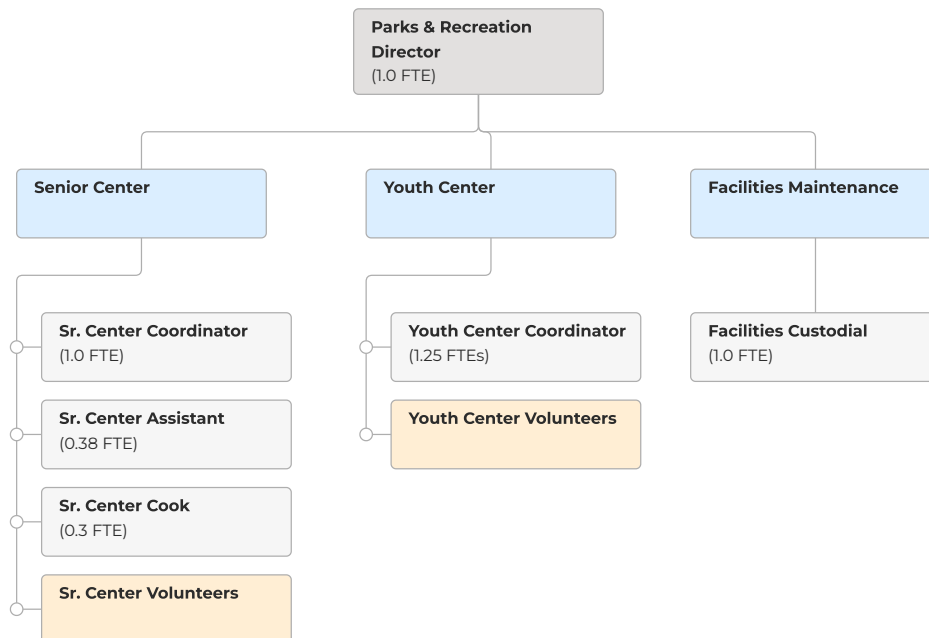 Parks & Recreation
Director
(1.0 FTE)
Senior Center
Youth Center
Facilities Maintenance
Sr. Center Coordinator
(1.0 FTE)
Youth Center Coordinator
(1.25 FTEs)
Facilities Custodial
(1.0 FTE)
Sr. Center Assistant
(0.38 FTE)
Youth Center Volunteers
Sr. Center Cook
(0.3 FTE)
Sr. Center Volunteers